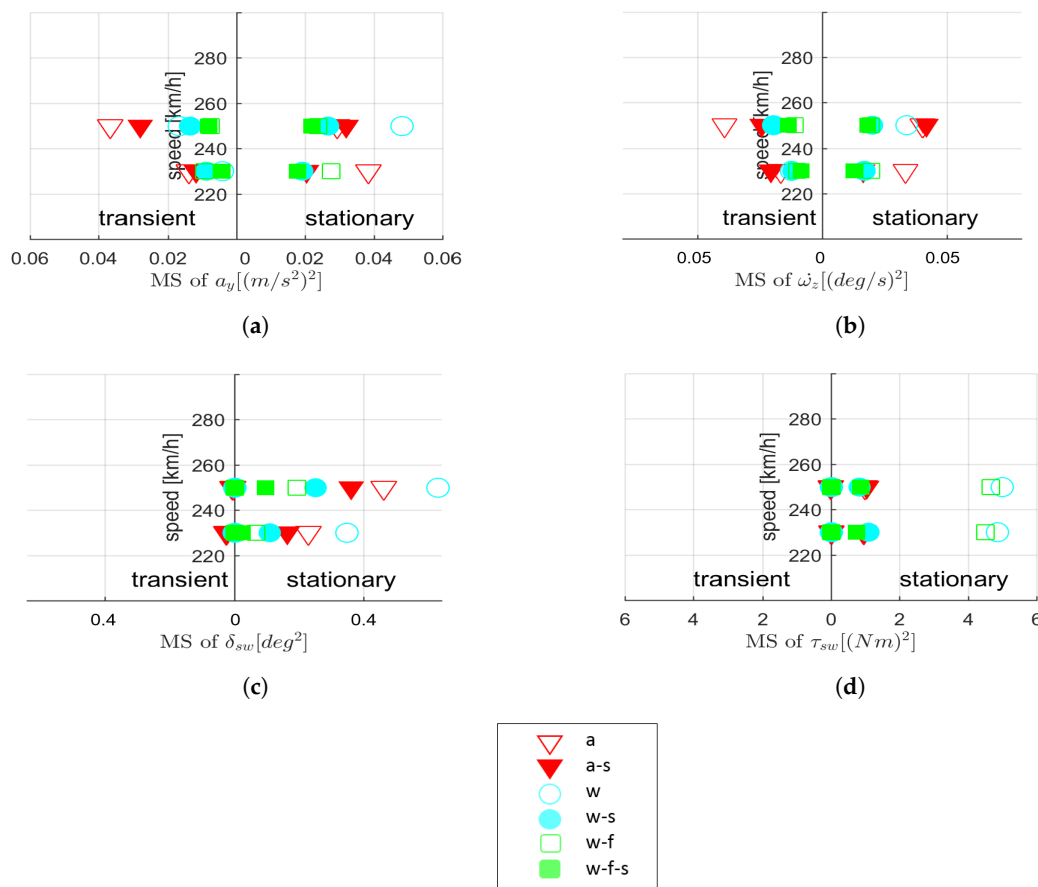 280
260
240
220
speed [km/h]
transient
stationary
0.06 0.04 0.02 0 0.02 0.04 0.06
MS of a_y[(m/s²)²]
(a)
280
260
240
220
speed [km/h]
transient
stationary
0.05 0 0.05
MS of ω̇_z[(deg/s)²]
(b)
280
260
240
220
speed [km/h]
transient
stationary
0.4 0 0.4
MS of δ_sw[deg²]
(c)
280
260
240
220
speed [km/h]
transient
stationary
6 4 2 0 2 4 6
MS of τ_sw[(Nm)²]
(d)
a
a-s
w
w-s
w-f
w-f-s